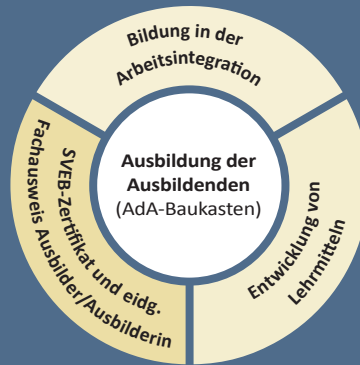 Bildung in der
Arbeitsintegration
Ausbildung der
Ausbildenden
(AdA-Baukasten)
SVEB-Zertifikat und eidg.
Fachausweis Ausbilder/Ausbilderin
Entwicklung von
Lehrmitteln